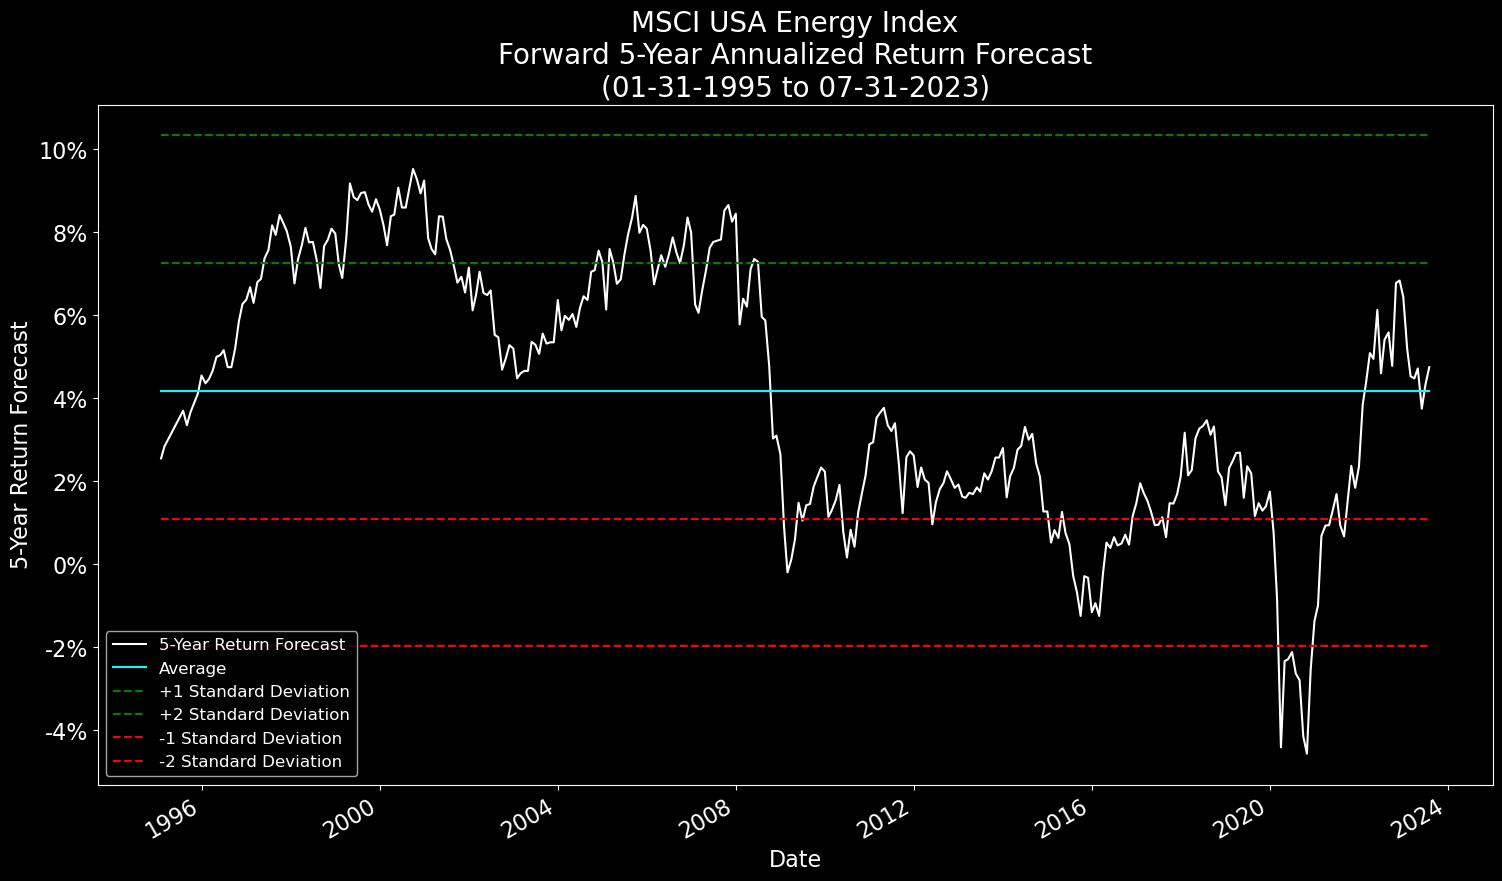 MSCI USA Energy Index
Forward 5-Year Annualized Return Forecast
(01-31-1995 to 07-31-2023)
5-Year Return Forecast
10%
8%
6%
4%
2%
0%
-2%
-4%
5-Year Return Forecast
Average
+1 Standard Deviation
+2 Standard Deviation
-1 Standard Deviation
-2 Standard Deviation
1996
2000
2004
2008
2012
2016
2020
2024
Date